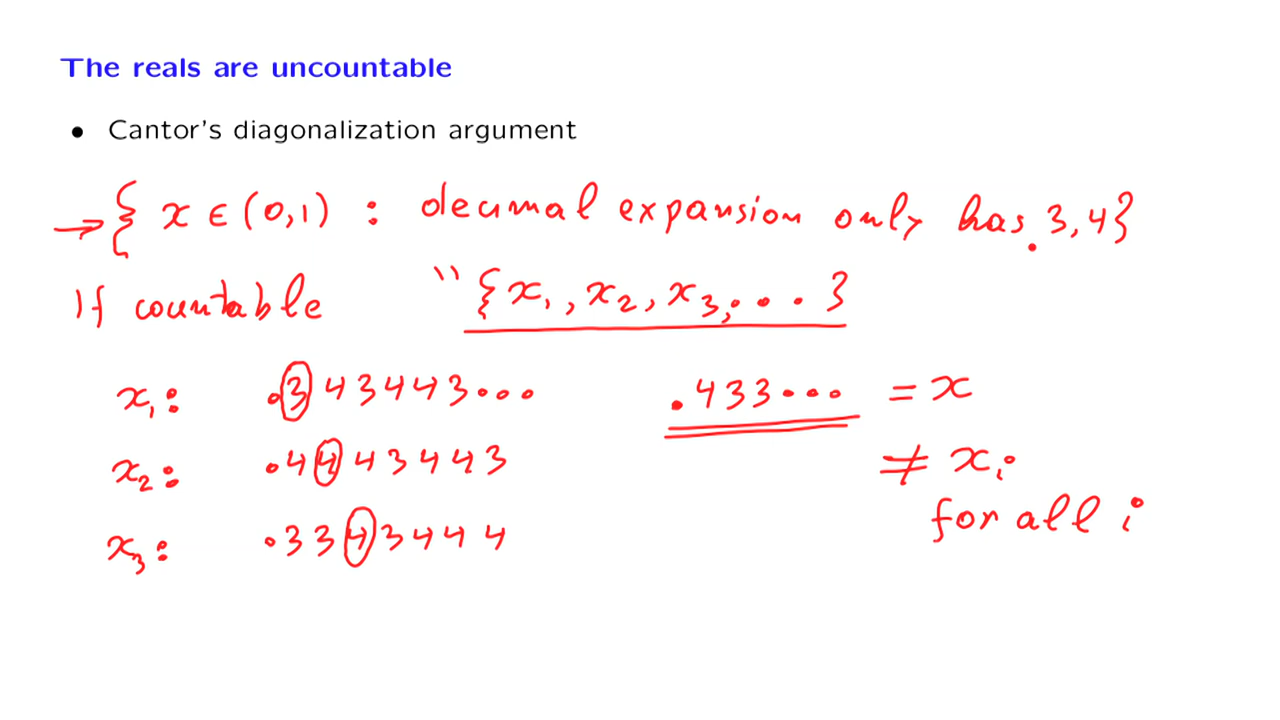 The reals are uncountable
• Cantor's diagonalization argument
→ { x ∈ (0,1) : decimal expansion only has 3,4}
If countable " {x₁, x₂, x₃, ... }
x₁: .343443... .433... = x
x₂: .4443443 ≠ xᵢ
for all i
x₃: .3343444